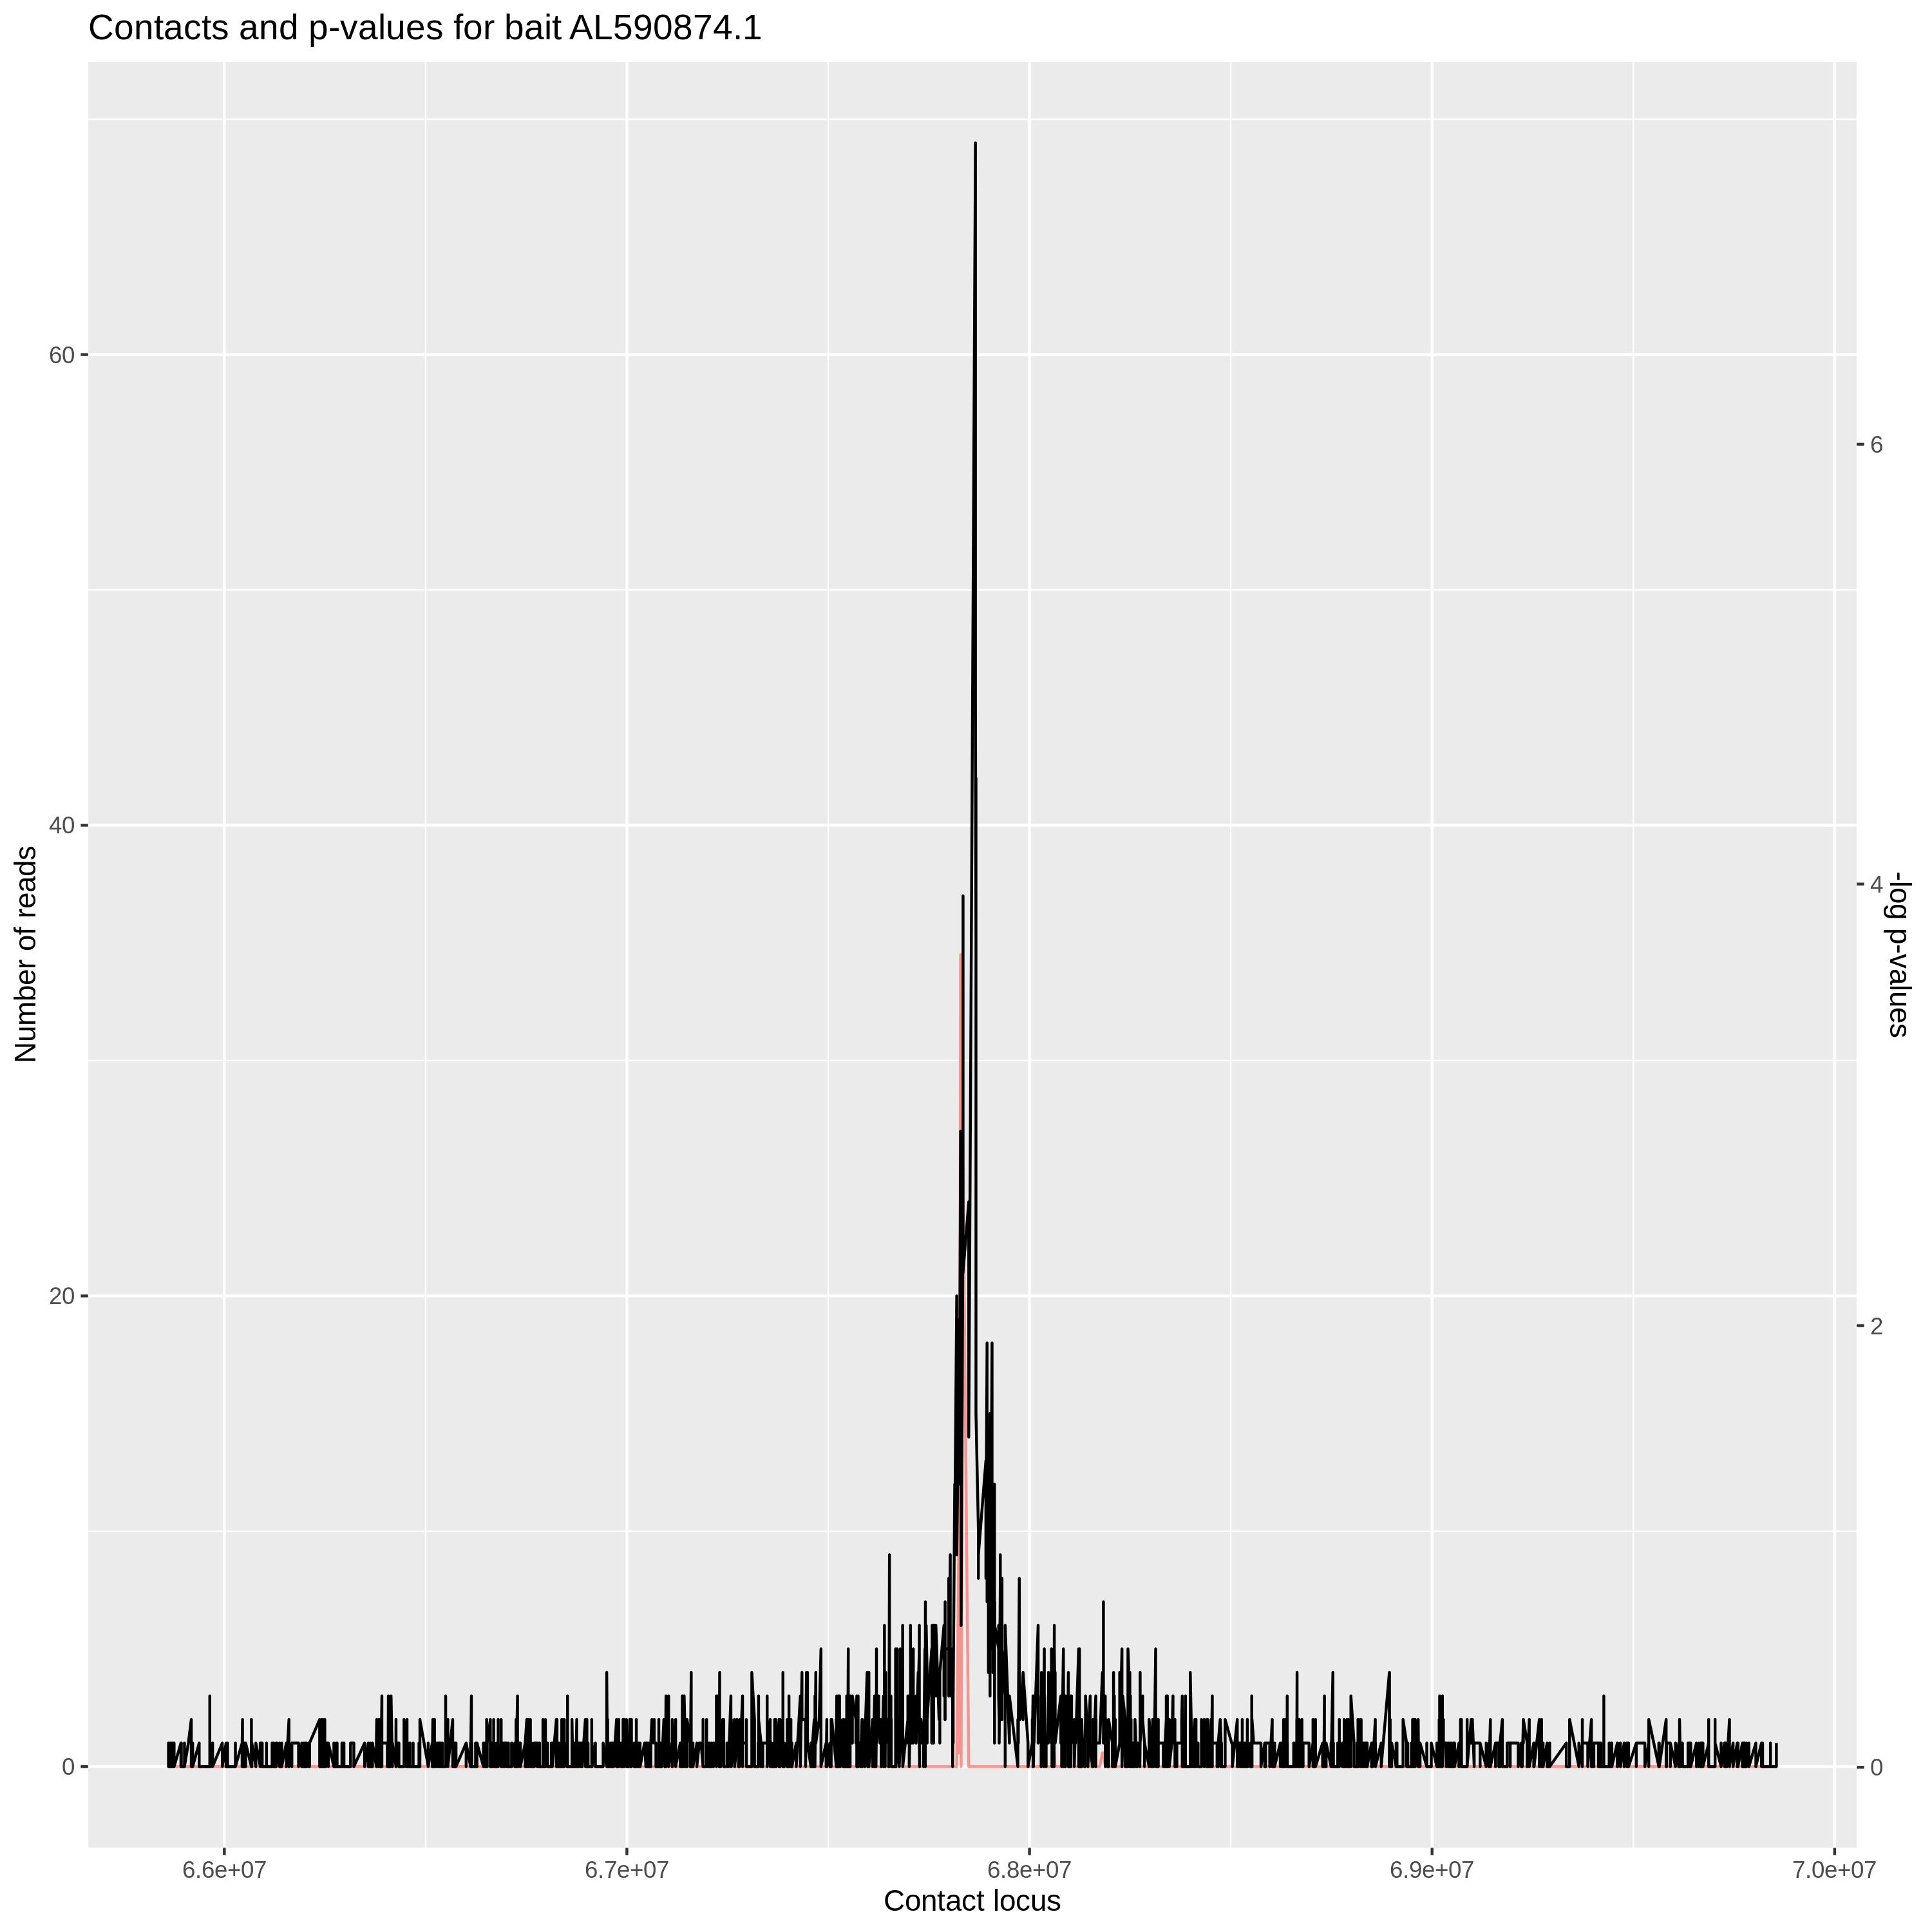 Contacts and p-values for bait AL590874.1
60
40
20
0
Number of reads
6
4
2
0
-log p-values
6.6e+07
6.7e+07
6.8e+07
6.9e+07
7.0e+07
Contact locus